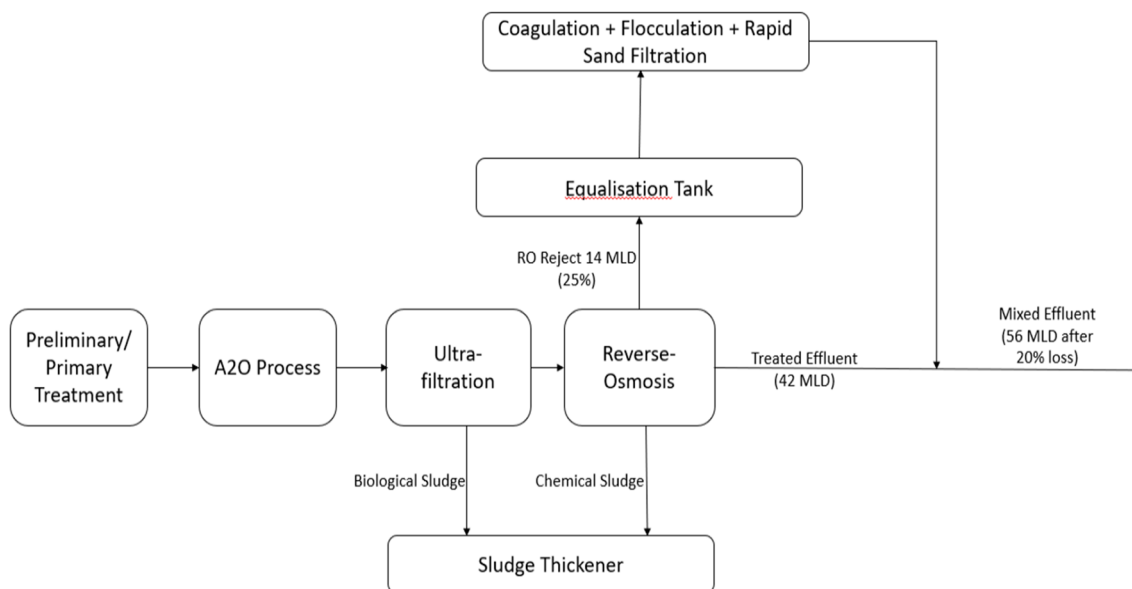 Coagulation + Flocculation + Rapid
Sand Filtration
Equalisation Tank
RO Reject 14 MLD
(25%)
Preliminary/
Primary
Treatment
A2O Process
Ultra-
filtration
Reverse-
Osmosis
Treated Effluent
(42 MLD)
Mixed Effluent
(56 MLD after
20% loss)
Biological Sludge
Chemical Sludge
Sludge Thickener